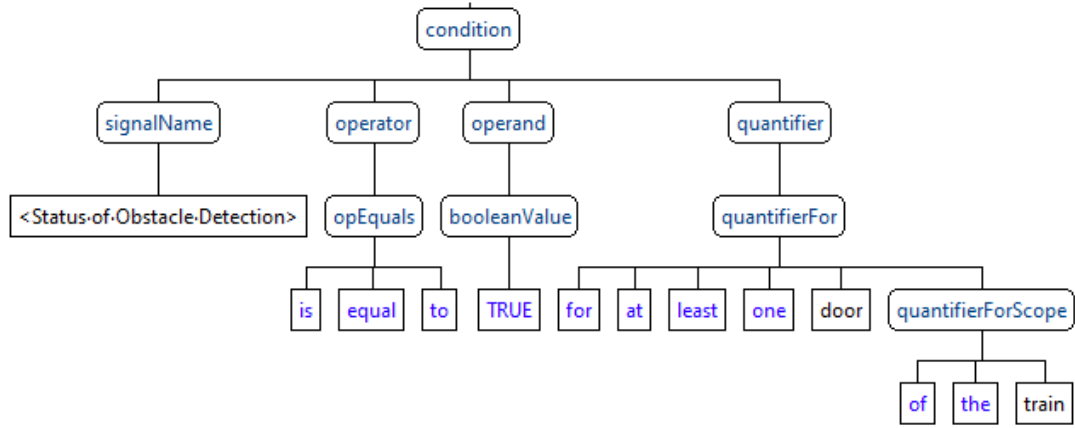 condition
signalName operator operand quantifier
<Status·of·Obstacle·Detection> opEquals booleanValue quantifierFor
is equal to TRUE for at least one door quantifierForScope
of the train